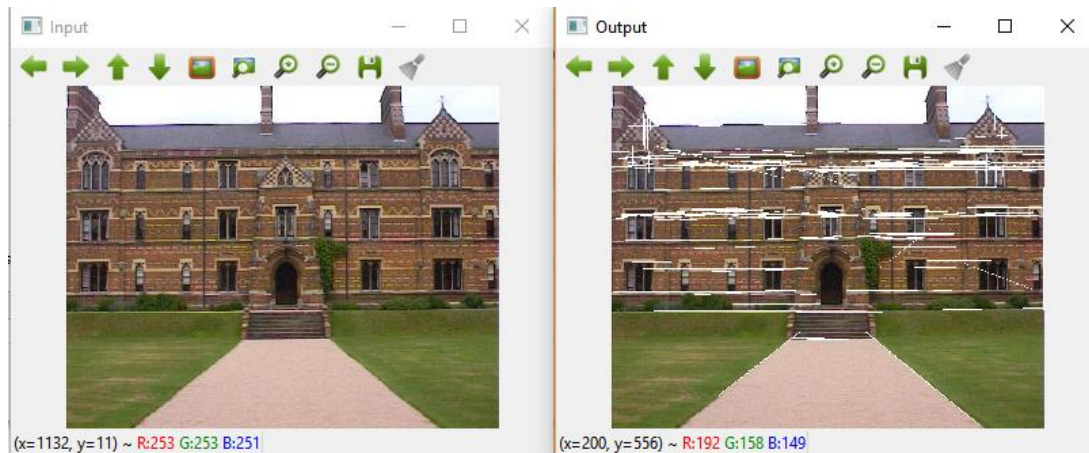 Input
Output
(x=1132, y=11) ~ R:253 G:253 B:251
(x=200, y=556) ~ R:192 G:158 B:149